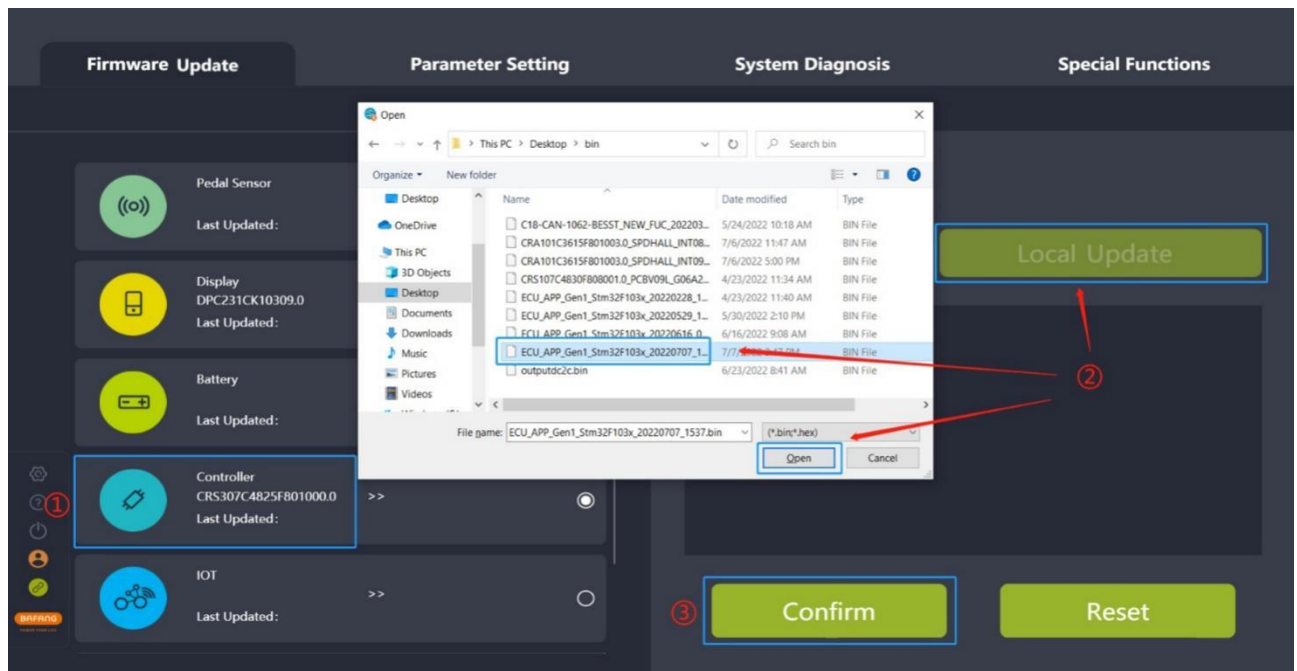 Firmware Update
Parameter Setting
System Diagnosis
Special Functions
Open
This PC > Desktop > bin
Search bin
Organize
New folder
Desktop
OneDrive
This PC
3D Objects
Desktop
Documents
Downloads
Music
Pictures
Videos
Name Date modified Type
C18-CAN-1062-BESST_NEW_FUC_202203... 5/24/2022 10:18 AM BIN File
CRA101C3615F801003.0_SPDHALL_INT08... 7/6/2022 11:47 AM BIN File
CRA101C3615F801003.0_SPDHALL_INT09... 7/6/2022 5:00 PM BIN File
CRS107C4830F808001.0_PCBV09L_G06A2... 4/23/2022 11:34 AM BIN File
ECU_APP_Gen1_Stm32F103x_20220228_1... 4/23/2022 11:40 AM BIN File
ECU_APP_Gen1_Stm32F103x_20220529_1... 5/30/2022 2:10 PM BIN File
ECU_APP_Gen1_Stm32F103x_20220616_0... 6/16/2022 9:08 AM BIN File
ECU_APP_Gen1_Stm32F103x_20220707_1... BIN File
outputdc2c.bin 6/23/2022 8:41 AM BIN File
File name: ECU_APP_Gen1_Stm32F103x_20220707_1537.bin (*.bin;*.hex)
Open
Cancel
Pedal Sensor
Last Updated:
Display
DPC231CK10309.0
Last Updated:
Battery
Last Updated:
①
Controller
CRS307C4825F801000.0
Last Updated:
>>
IOT
Last Updated:
>>
BAFANG
Local Update
②
③
Confirm
Reset